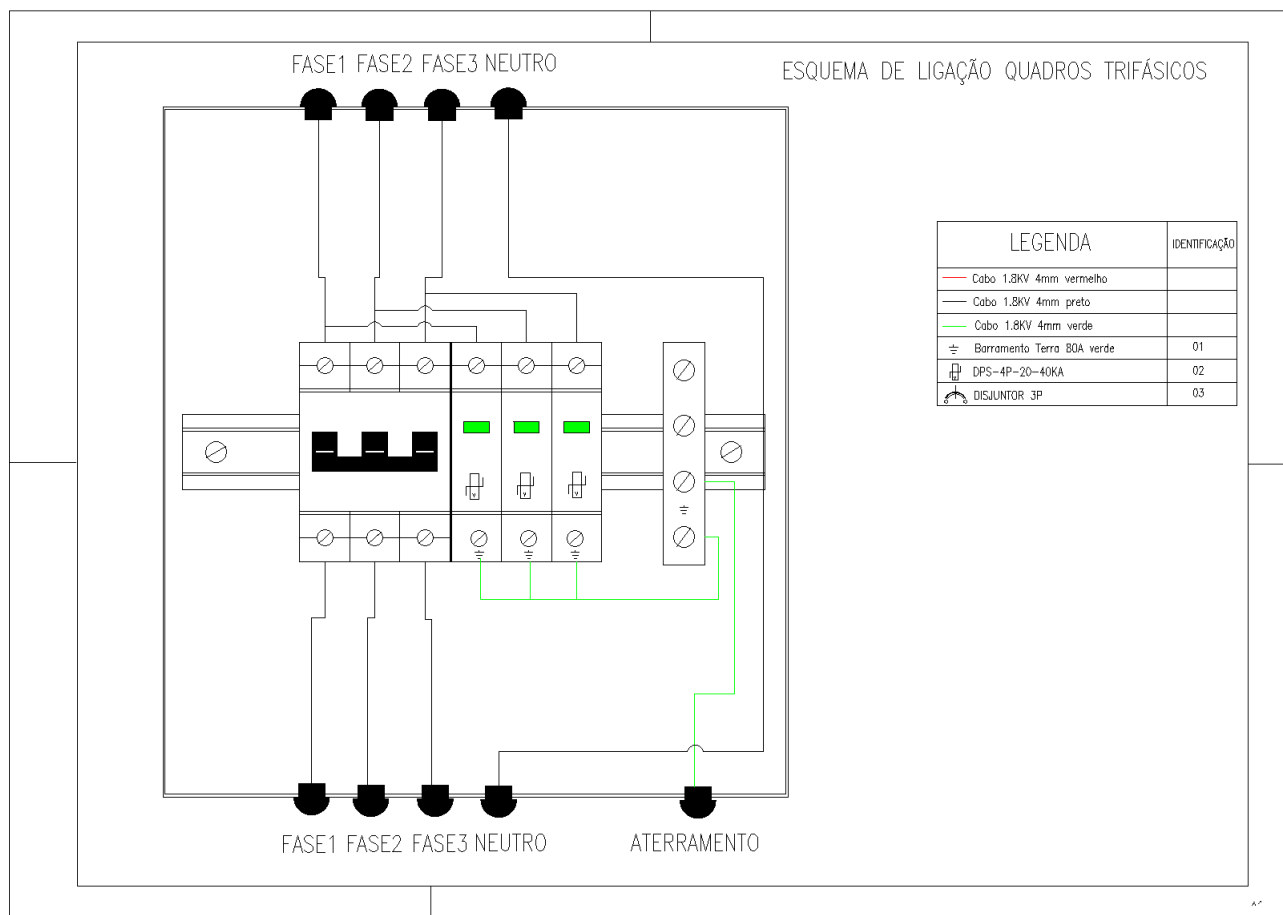 FASE1 FASE2 FASE3 NEUTRO
ESQUEMA DE LIGAÇÃO QUADROS TRIFÁSICOS
LEGENDA IDENTIFICAÇÃO
Cabo 1.8KV 4mm vermelho
Cabo 1.8KV 4mm preto
Cabo 1.8KV 4mm verde
Barramento Terra 80A verde 01
DPS-4P-20-40KA 02
DISJUNTOR 3P 03
FASE1 FASE2 FASE3 NEUTRO
ATERRAMENTO